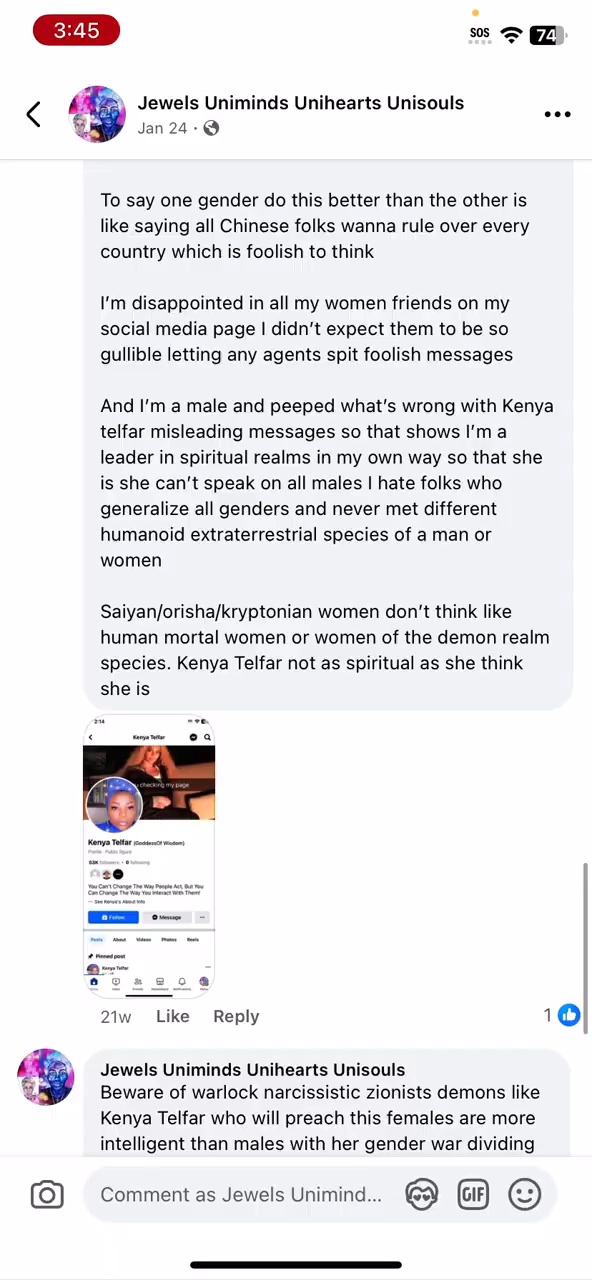 3:45
SOS
74
Jewels Uniminds Unihearts Unisouls
Jan 24
To say one gender do this better than the other is
like saying all Chinese folks wanna rule over every
country which is foolish to think
I'm disappointed in all my women friends on my
social media page I didn't expect them to be so
gullible letting any agents spit foolish messages
And I'm a male and peeped what's wrong with Kenya
telfar misleading messages so that shows I'm a
leader in spiritual realms in my own way so that she
is she can't speak on all males I hate folks who
generalize all genders and never met different
humanoid extraterrestrial species of a man or
women
Saiyan/orisha/kryptonian women don't think like
human mortal women or women of the demon realm
species. Kenya Telfar not as spiritual as she think
she is
2:14
Kenya Telfar
checking my page
Kenya Telfar (GoddessOf Wisdom)
Profile · Public figure
53K followers · 0 following
You Can't Change The Way People Act, But You
Can Change The Way You Interact With Them!
— See Kenya's About Info
Follow
Message
Posts About Videos Photos Reels
Pinned post
Kenya Telfar
21w Like Reply
1
Jewels Uniminds Unihearts Unisouls
Beware of warlock narcissistic zionists demons like
Kenya Telfar who will preach this females are more
intelligent than males with her gender war dividing
Comment as Jewels Unimind...
GIF